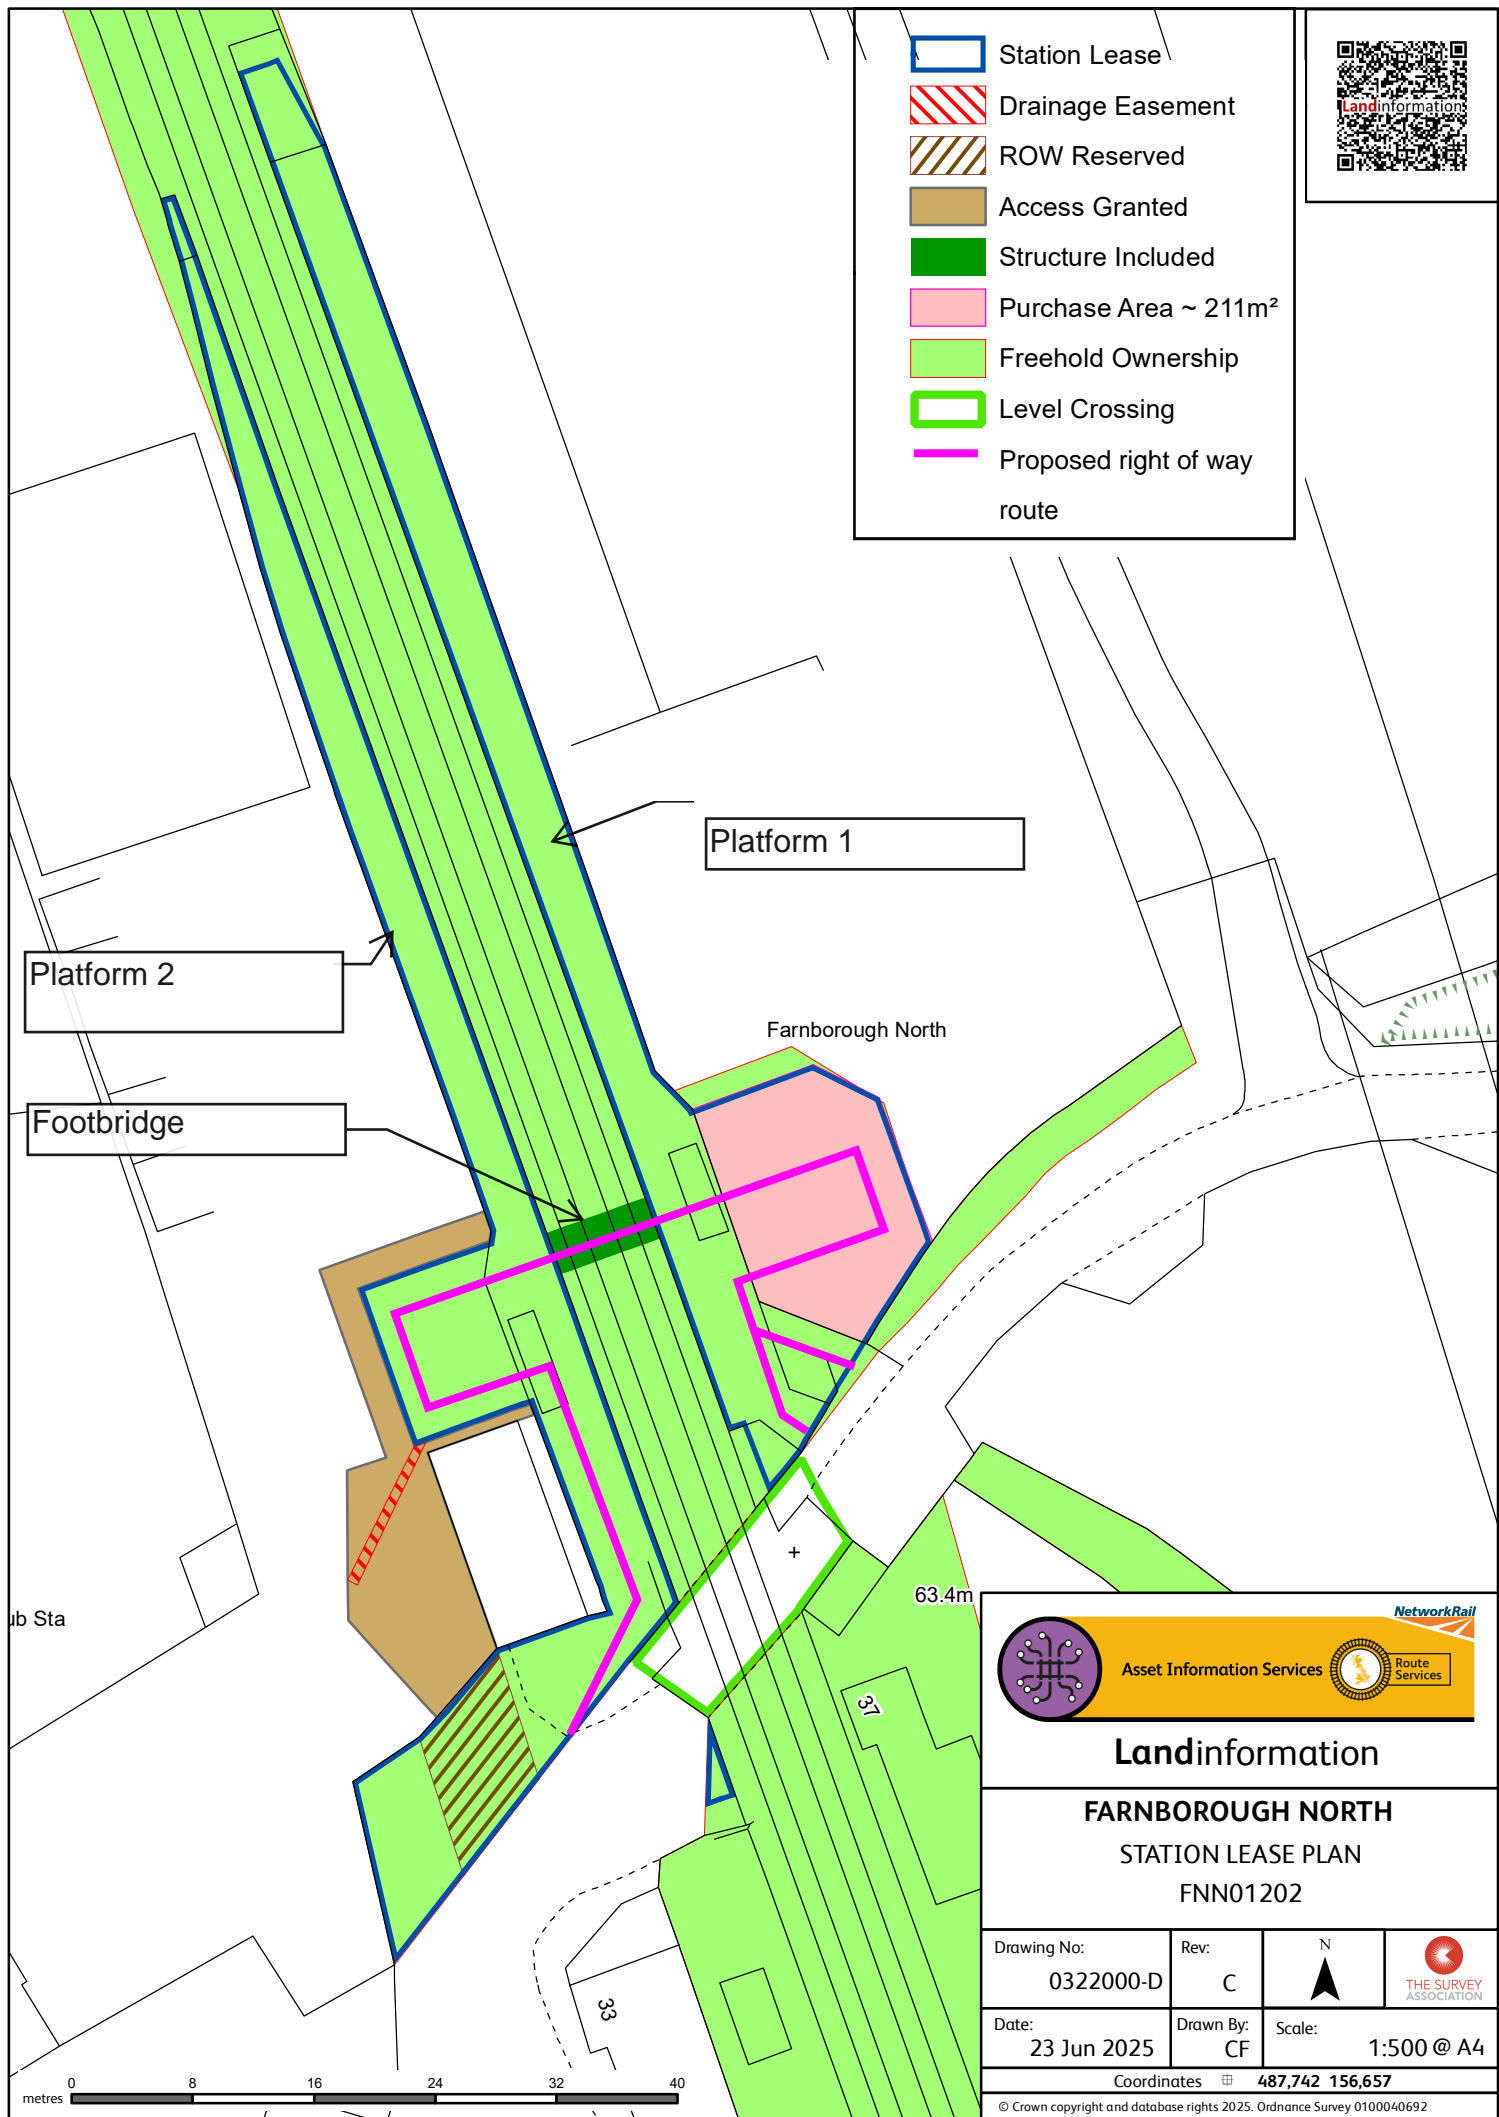 Station Lease
Drainage Easement
ROW Reserved
Access Granted
Structure Included
Purchase Area ~ 211m²
Freehold Ownership
Level Crossing
Proposed right of way
route
Landinformation
Platform 1
Platform 2
Farnborough North
Footbridge
63.4m
ub Sta
37
33
NetworkRail
Asset Information Services
Route
Services
Landinformation
FARNBOROUGH NORTH
STATION LEASE PLAN
FNN01202
Drawing No:
0322000-D
Rev:
C
N
THE SURVEY
ASSOCIATION
Date:
23 Jun 2025
Drawn By:
CF
Scale:
1:500 @ A4
Coordinates 487,742 156,657
© Crown copyright and database rights 2025. Ordnance Survey 0100040692
0 8 16 24 32 40
metres